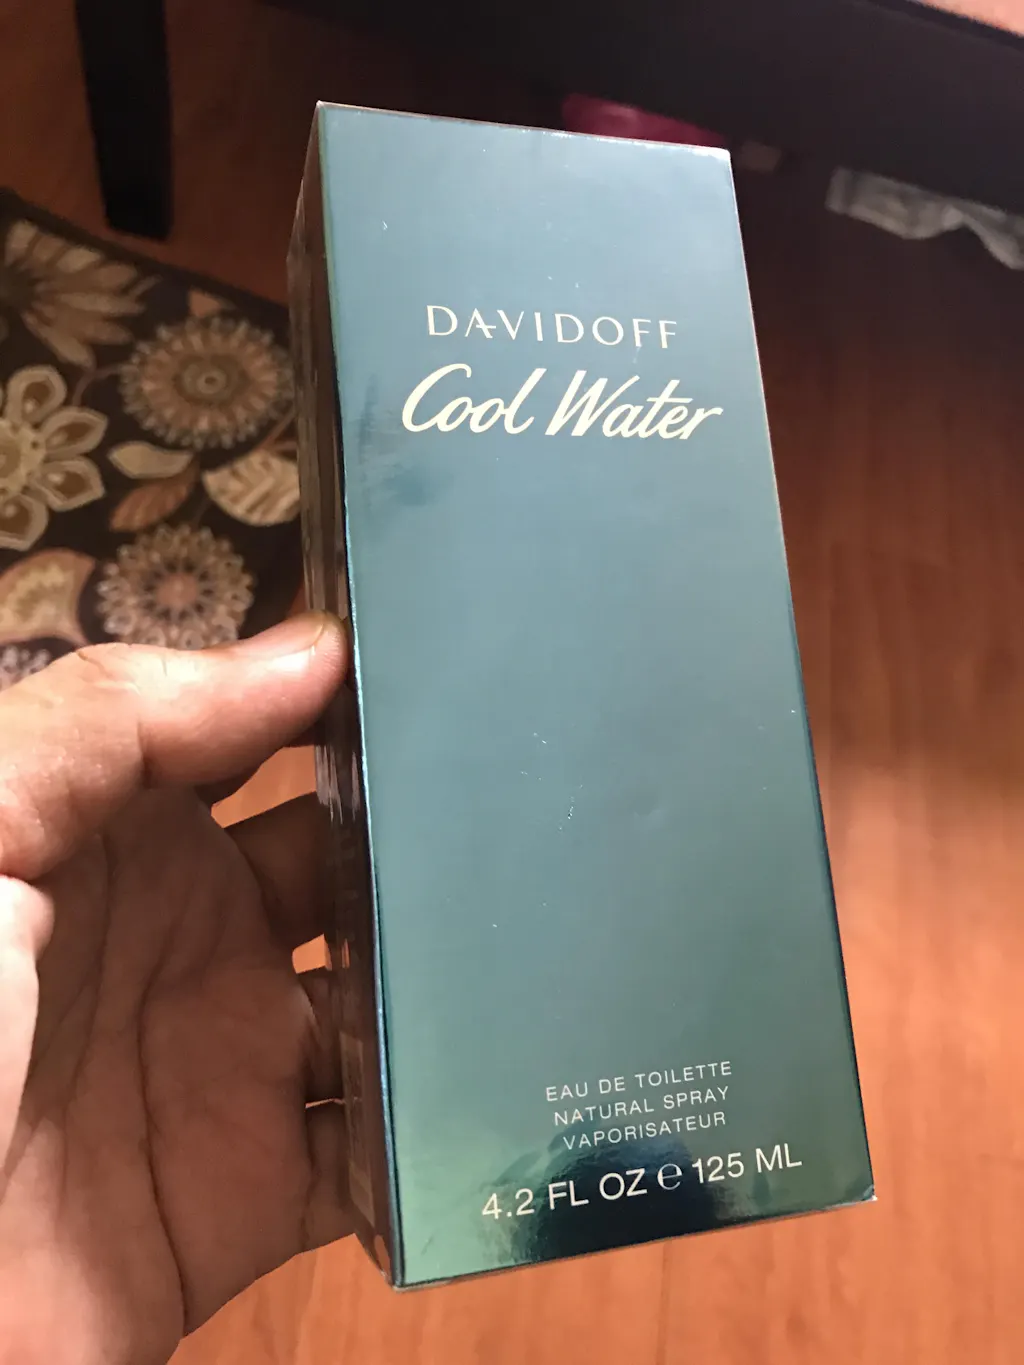 DAVIDOFF
Cool Water
EAU DE TOILETTE
NATURAL SPRAY
VAPORISATEUR
4.2 FL OZ ℮ 125 ML